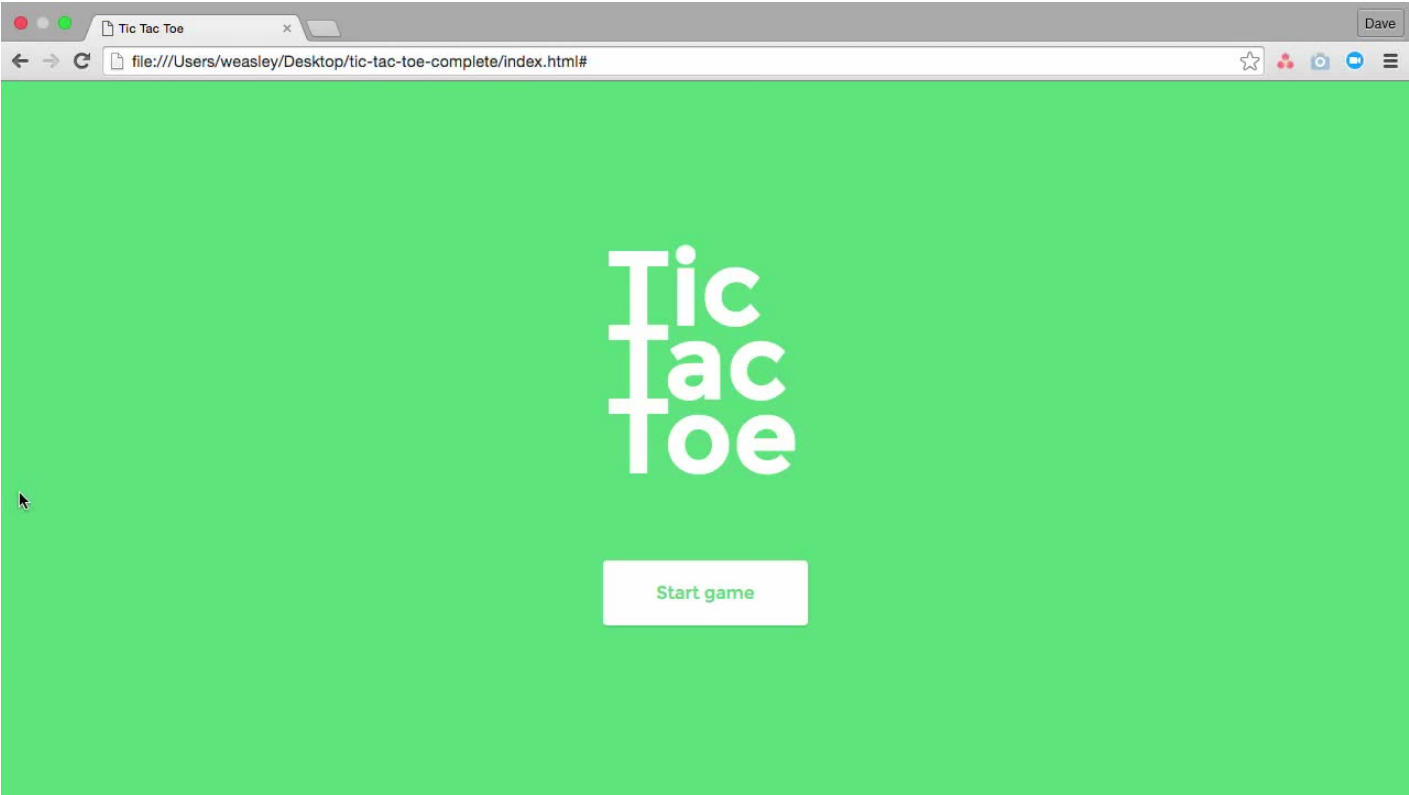 Tic Tac Toe
Dave
file:///Users/weasley/Desktop/tic-tac-toe-complete/index.html#
Tic
Tac
Toe
Start game